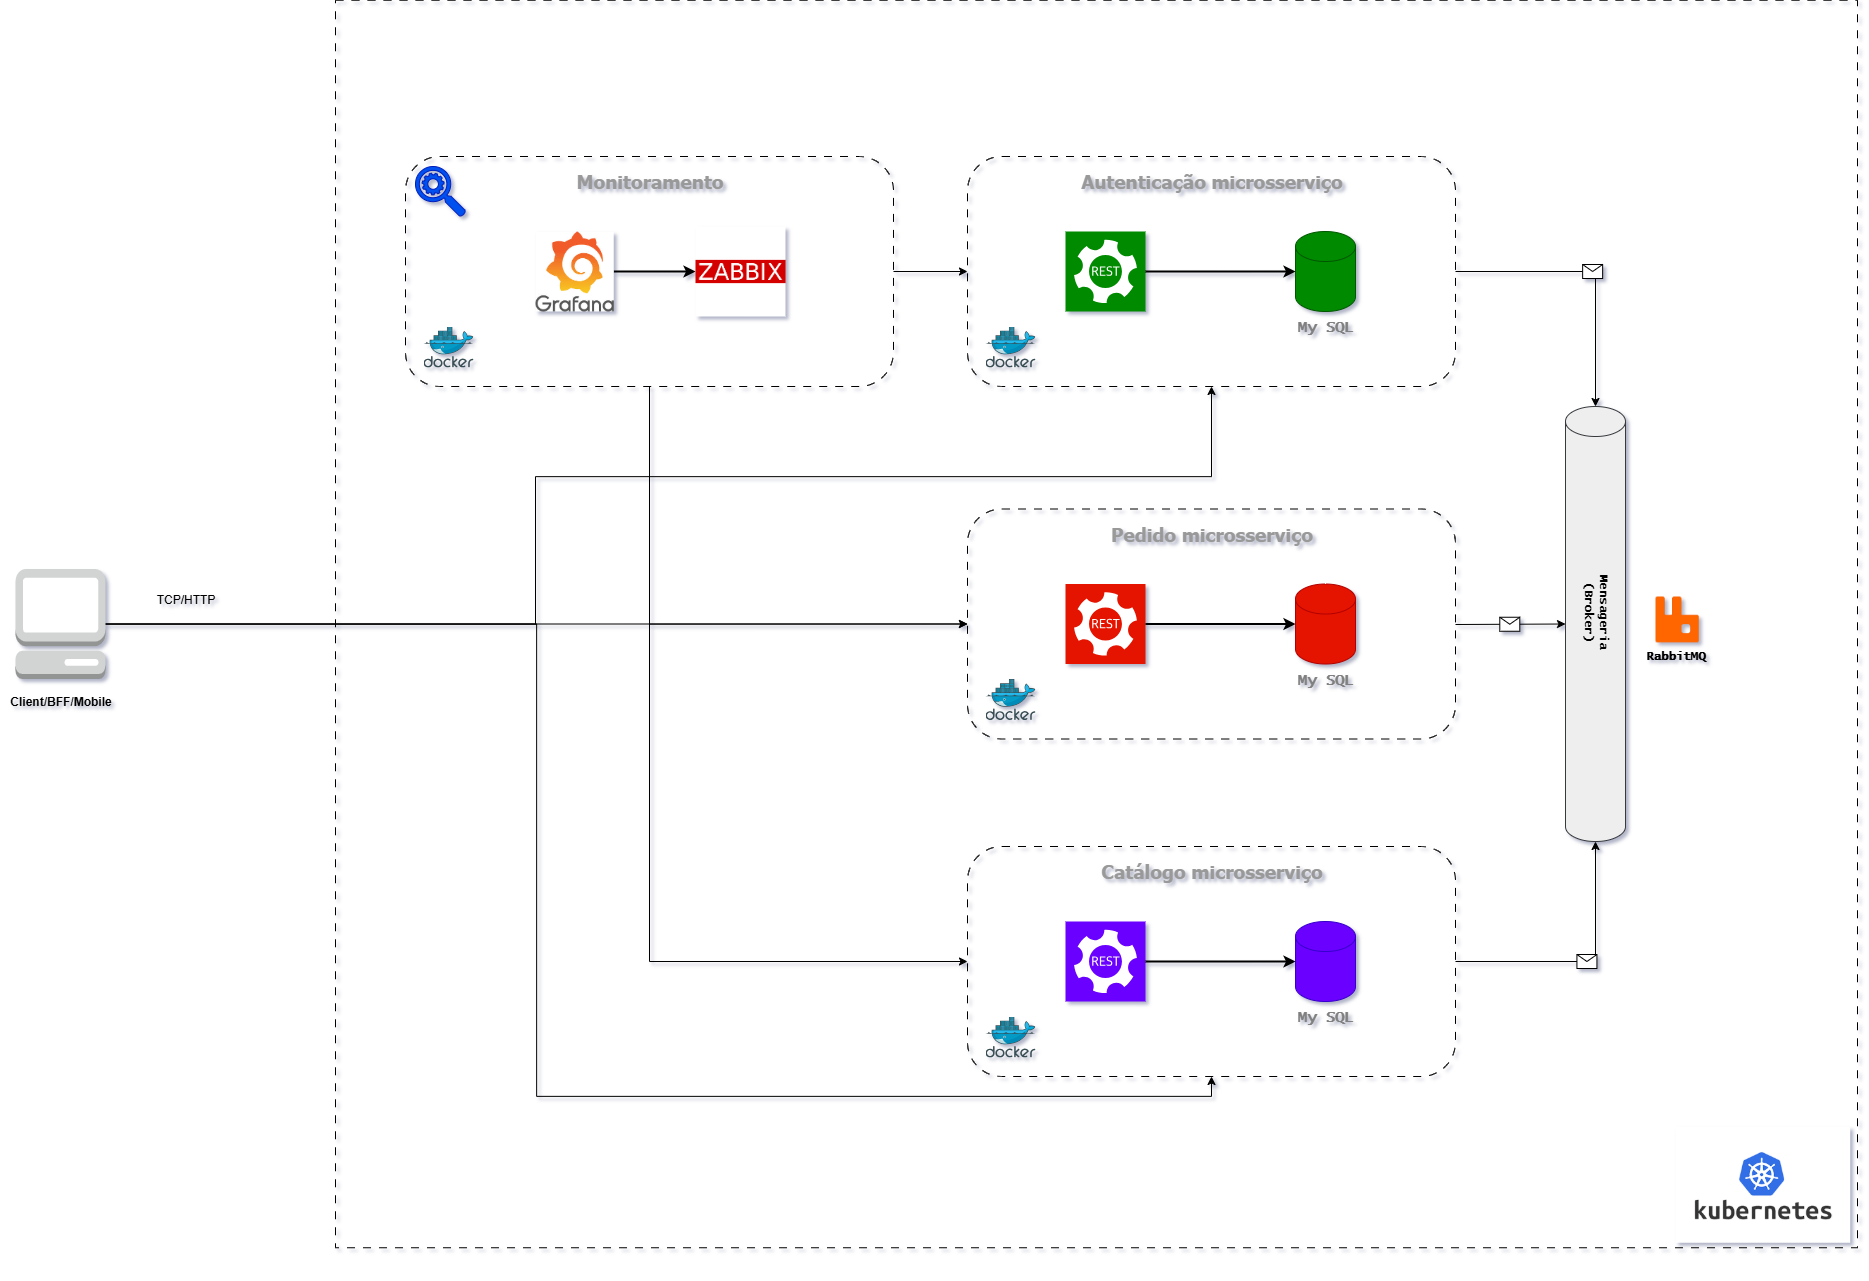 Monitoramento
Grafana
ZABBIX
docker
Autenticação microsserviço
REST
My SQL
docker
TCP/HTTP
Client/BFF/Mobile
Pedido microsserviço
REST
My SQL
docker
Mensageria
(Broker)
RabbitMQ
Catálogo microsserviço
REST
My SQL
docker
kubernetes